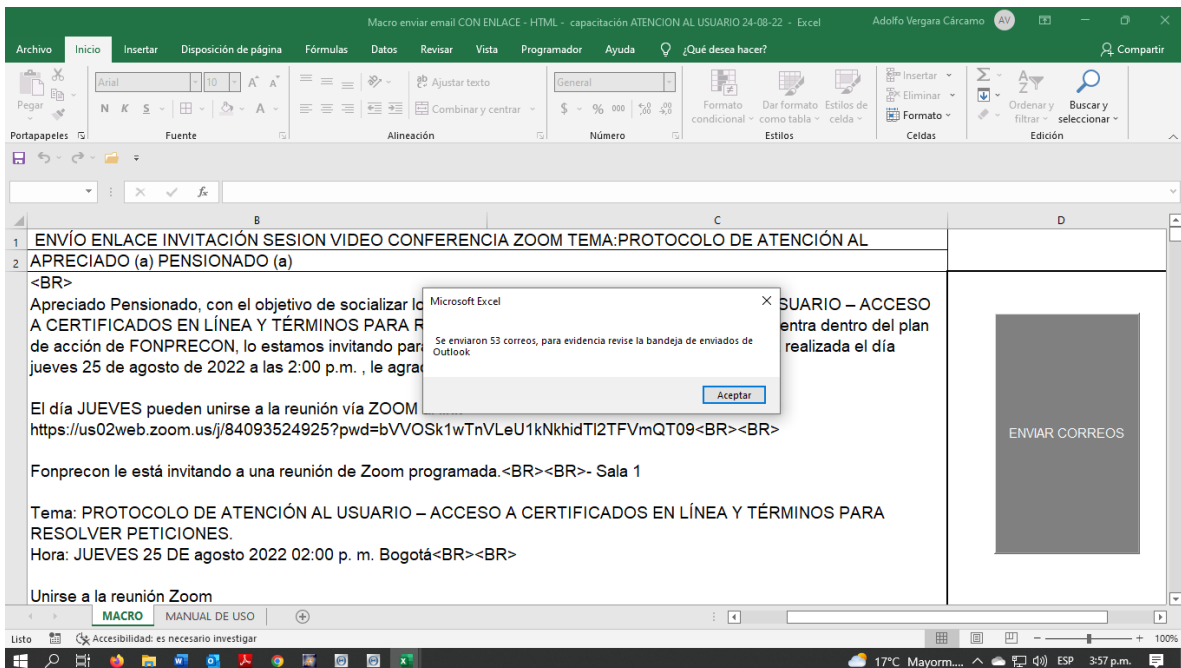 Macro enviar email CON ENLACE - HTML - capacitación ATENCION AL USUARIO 24-08-22 - Excel
Adolfo Vergara Cárcamo
AV
Archivo Inicio Insertar Disposición de página Fórmulas Datos Revisar Vista Programador Ayuda ¿Qué desea hacer? Compartir
Pegar
Arial 10
Ajustar texto
General
Insertar
N K S
Combinar y centrar
$ % 000
Formato condicional
Dar formato como tabla
Estilos de celda
Eliminar
Formato
Ordenar y filtrar
Buscar y seleccionar
Portapapeles Fuente Alineación Número Estilos Celdas Edición
fx
B C D
1 ENVÍO ENLACE INVITACIÓN SESION VIDEO CONFERENCIA ZOOM TEMA:PROTOCOLO DE ATENCIÓN AL
2 APRECIADO (a) PENSIONADO (a)
<BR>
Apreciado Pensionado, con el objetivo de socializar SUARIO – ACCESO
A CERTIFICADOS EN LÍNEA Y TÉRMINOS PARA entra dentro del plan
de acción de FONPRECON, lo estamos invitando realizada el día
jueves 25 de agosto de 2022 a las 2:00 p.m. , le
El día JUEVES pueden unirse a la reunión vía ZOOM
https://us02web.zoom.us/j/84093524925?pwd=bVVOSk1wTnVLeU1kNkhidTl2TFVmQT09<BR><BR>
Fonprecon le está invitando a una reunión de Zoom programada.<BR><BR>- Sala 1
Tema: PROTOCOLO DE ATENCIÓN AL USUARIO – ACCESO A CERTIFICADOS EN LÍNEA Y TÉRMINOS PARA
RESOLVER PETICIONES.
Hora: JUEVES 25 DE agosto 2022 02:00 p. m. Bogotá<BR><BR>
Unirse a la reunión Zoom
Microsoft Excel
Se enviaron 53 correos, para evidencia revise la bandeja de enviados de
Outlook
Aceptar
ENVIAR CORREOS
MACRO MANUAL DE USO
Listo Accesibilidad: es necesario investigar 100%
17°C Mayorm.... ESP 3:57 p.m.